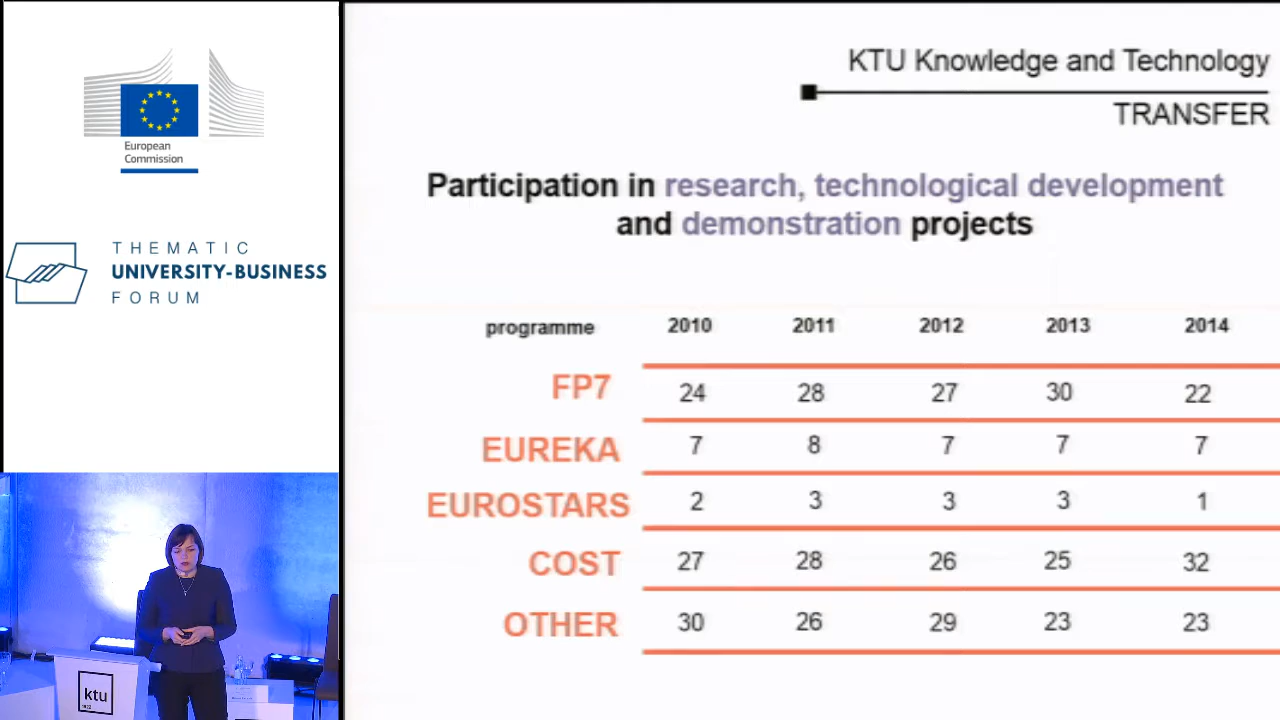 European
Commission
THEMATIC
UNIVERSITY-BUSINESS
FORUM
KTU Knowledge and Technology
TRANSFER
Participation in research, technological development
and demonstration projects
programme 2010 2011 2012 2013 2014
FP7 24 28 27 30 22
EUREKA 7 8 7 7 7
EUROSTARS 2 3 3 3 1
COST 27 28 26 25 32
OTHER 30 26 29 23 23
ktu
1922